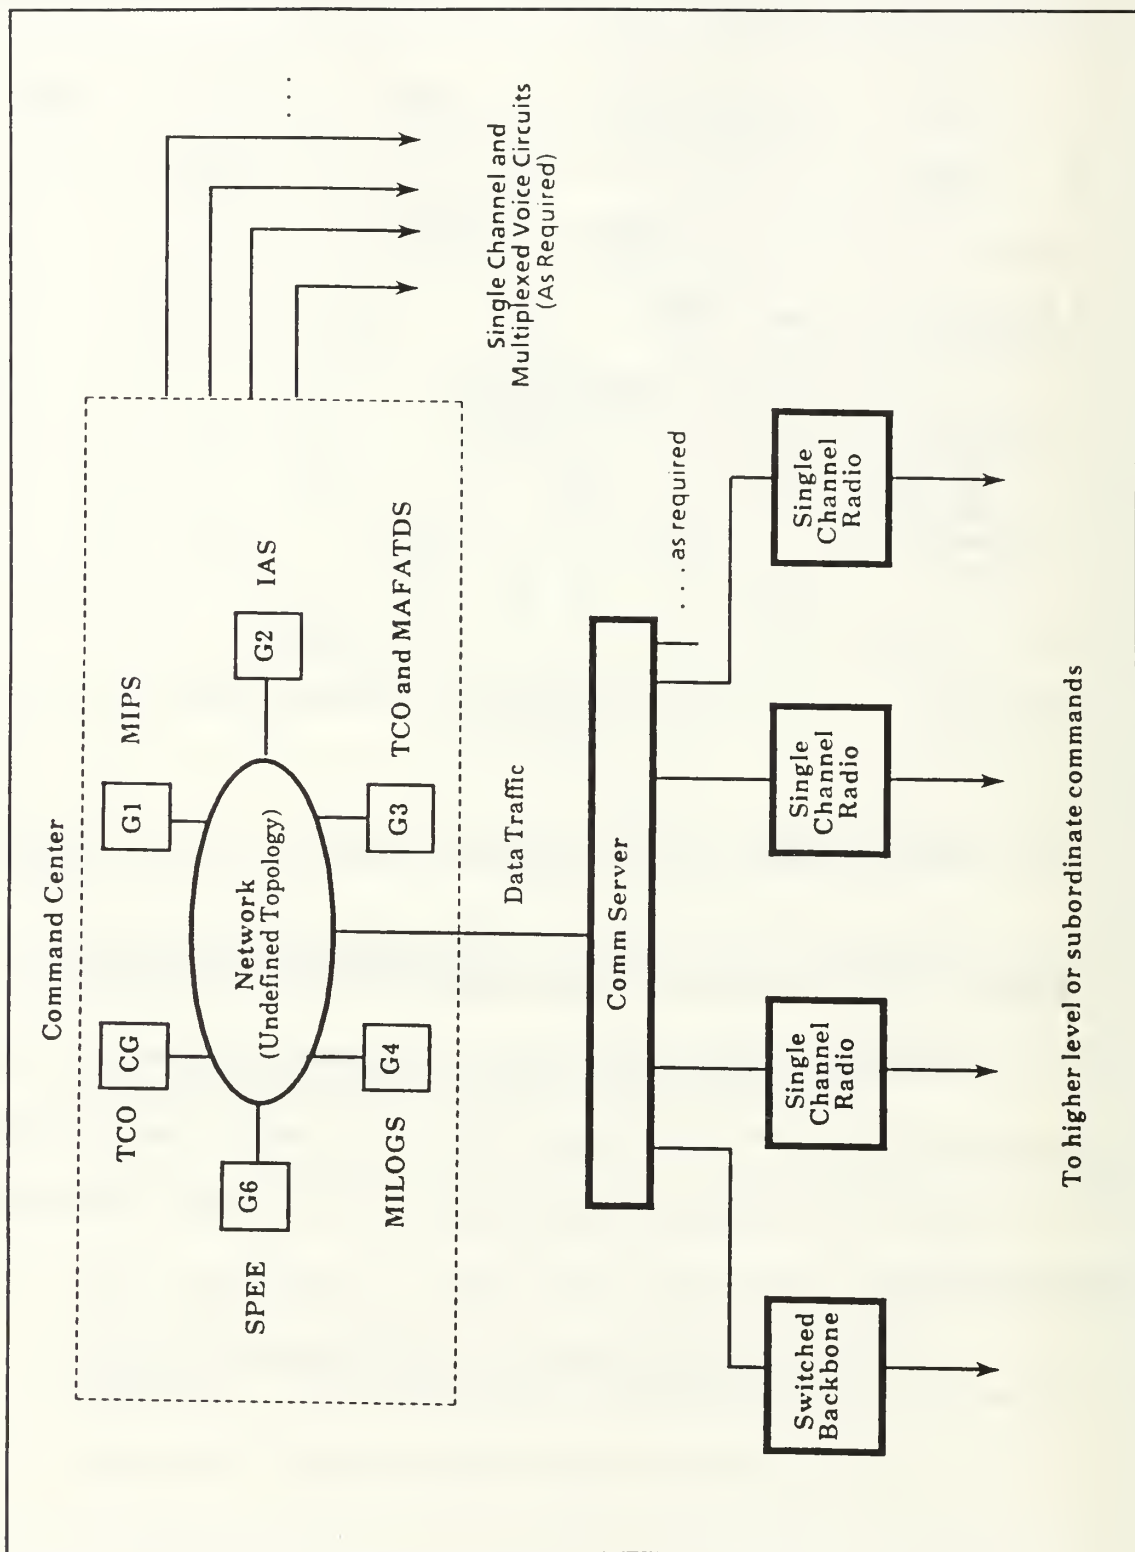 Command Center
TCO
CG
G1
MIPS
SPEE
G6
Network
(Undefined Topology)
G2
IAS
MILOGS
G4
G3
TCO and MAFATDS
. . .
Single Channel and
Multiplexed Voice Circuits
(As Required)
Data Traffic
Comm Server
. . . as required
Switched
Backbone
Single
Channel
Radio
Single
Channel
Radio
Single
Channel
Radio
To higher level or subordinate commands